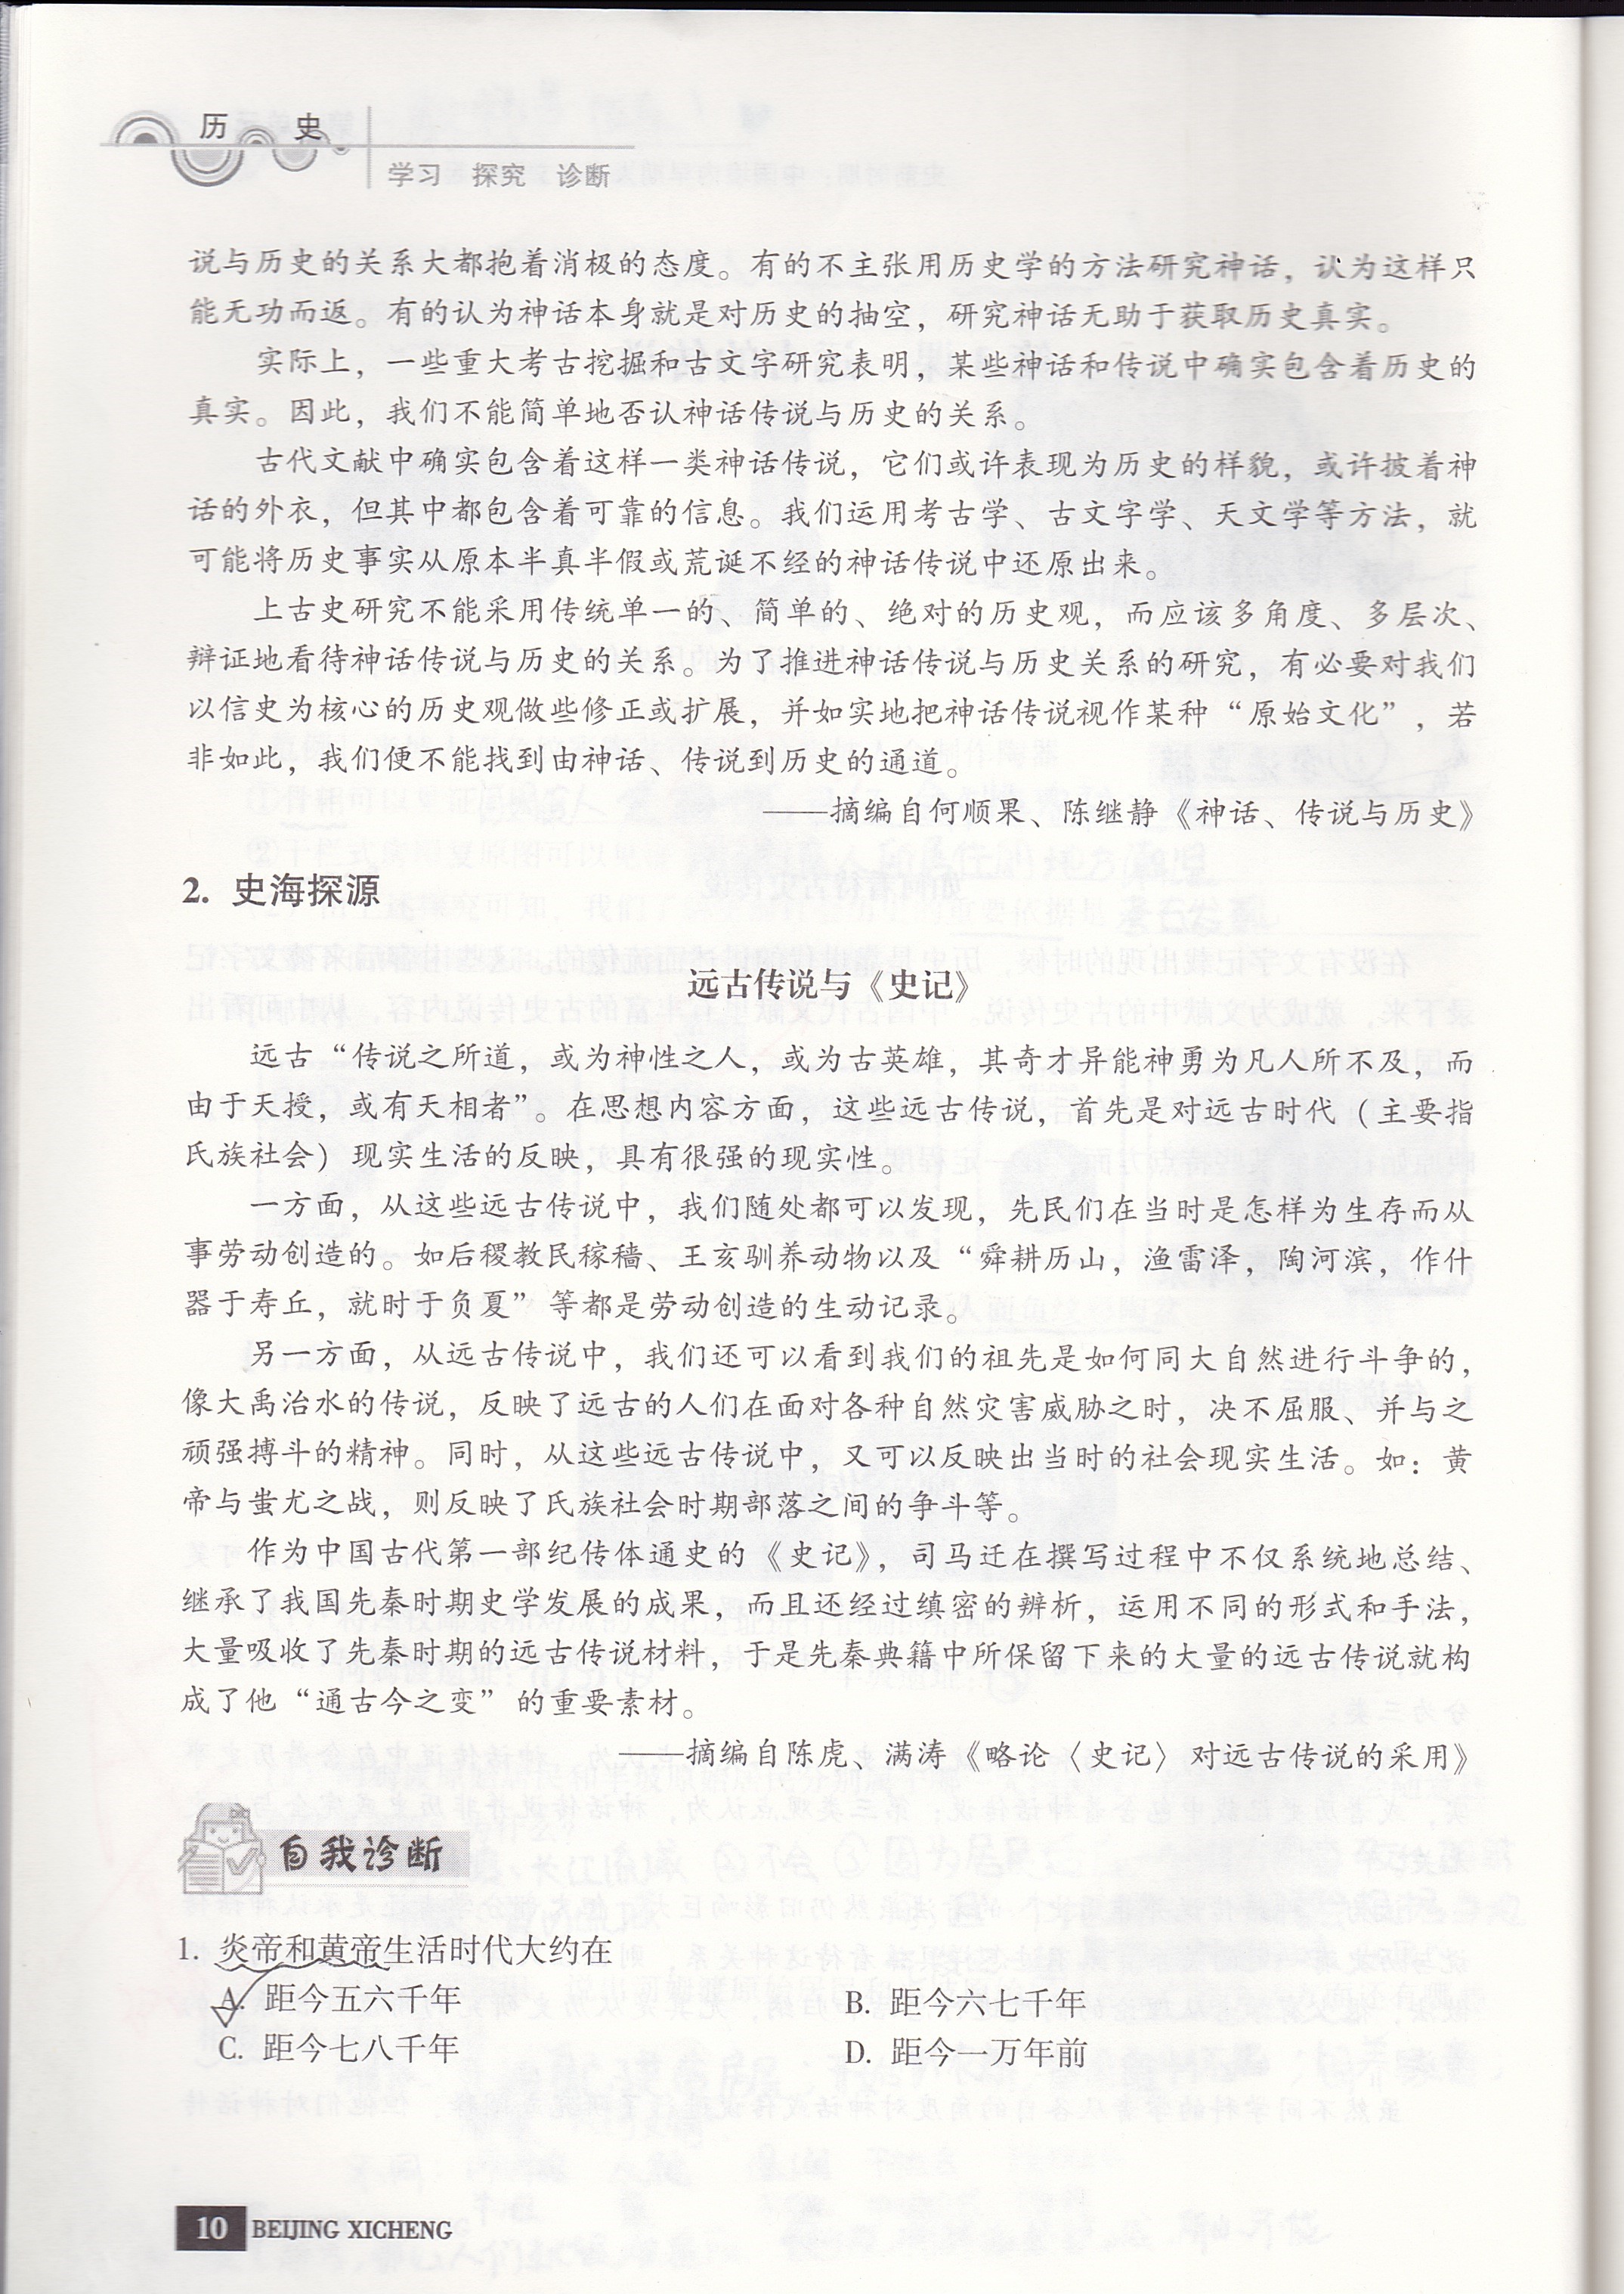 历 史
学习 探究 诊断
说与历史的关系大都抱着消极的态度。有的不主张用历史学的方法研究神话，认为这样只
能无功而返。有的认为神话本身就是对历史的抽空，研究神话无助于获取历史真实。
实际上，一些重大考古挖掘和古文字研究表明，某些神话和传说中确实包含着历史的
真实。因此，我们不能简单地否认神话传说与历史的关系。
古代文献中确实包含着这样一类神话传说，它们或许表现为历史的样貌，或许披着神
话的外衣，但其中都包含着可靠的信息。我们运用考古学、古文字学、天文学等方法，就
可能将历史事实从原本半真半假或荒诞不经的神话传说中还原出来。
上古史研究不能采用传统单一的、简单的、绝对的历史观，而应该多角度、多层次、
辩证地看待神话传说与历史的关系。为了推进神话传说与历史关系的研究，有必要对我们
以信史为核心的历史观做些修正或扩展，并如实地把神话传说视作某种“原始文化”，若
非如此，我们便不能找到由神话、传说到历史的通道。
——摘编自何顺果、陈继静《神话、传说与历史》
2. 史海探源
远古传说与《史记》
远古“传说之所道，或为神性之人，或为古英雄，其奇才异能神勇为凡人所不及，而
由于天授，或有天相者”。在思想内容方面，这些远古传说，首先是对远古时代（主要指
氏族社会）现实生活的反映，具有很强的现实性。
一方面，从这些远古传说中，我们随处都可以发现，先民们在当时是怎样为生存而从
事劳动创造的。如后稷教民稼穑、王亥驯养动物以及“舜耕历山，渔雷泽，陶河滨，作什
器于寿丘，就时于负夏”等都是劳动创造的生动记录。
另一方面，从远古传说中，我们还可以看到我们的祖先是如何同大自然进行斗争的，
像大禹治水的传说，反映了远古的人们在面对各种自然灾害威胁之时，决不屈服、并与之
顽强搏斗的精神。同时，从这些远古传说中，又可以反映出当时的社会现实生活。如：黄
帝与蚩尤之战，则反映了氏族社会时期部落之间的争斗等。
作为中国古代第一部纪传体通史的《史记》，司马迁在撰写过程中不仅系统地总结、
继承了我国先秦时期史学发展的成果，而且还经过缜密的辨析，运用不同的形式和手法，
大量吸收了先秦时期的远古传说材料，于是先秦典籍中所保留下来的大量的远古传说就构
成了他“通古今之变”的重要素材。
——摘编自陈虎、满涛《略论〈史记〉对远古传说的采用》
自我诊断
1. 炎帝和黄帝生活时代大约在
A. 距今五六千年 B. 距今六七千年
C. 距今七八千年 D. 距今一万年前
10 BEIJING XICHENG